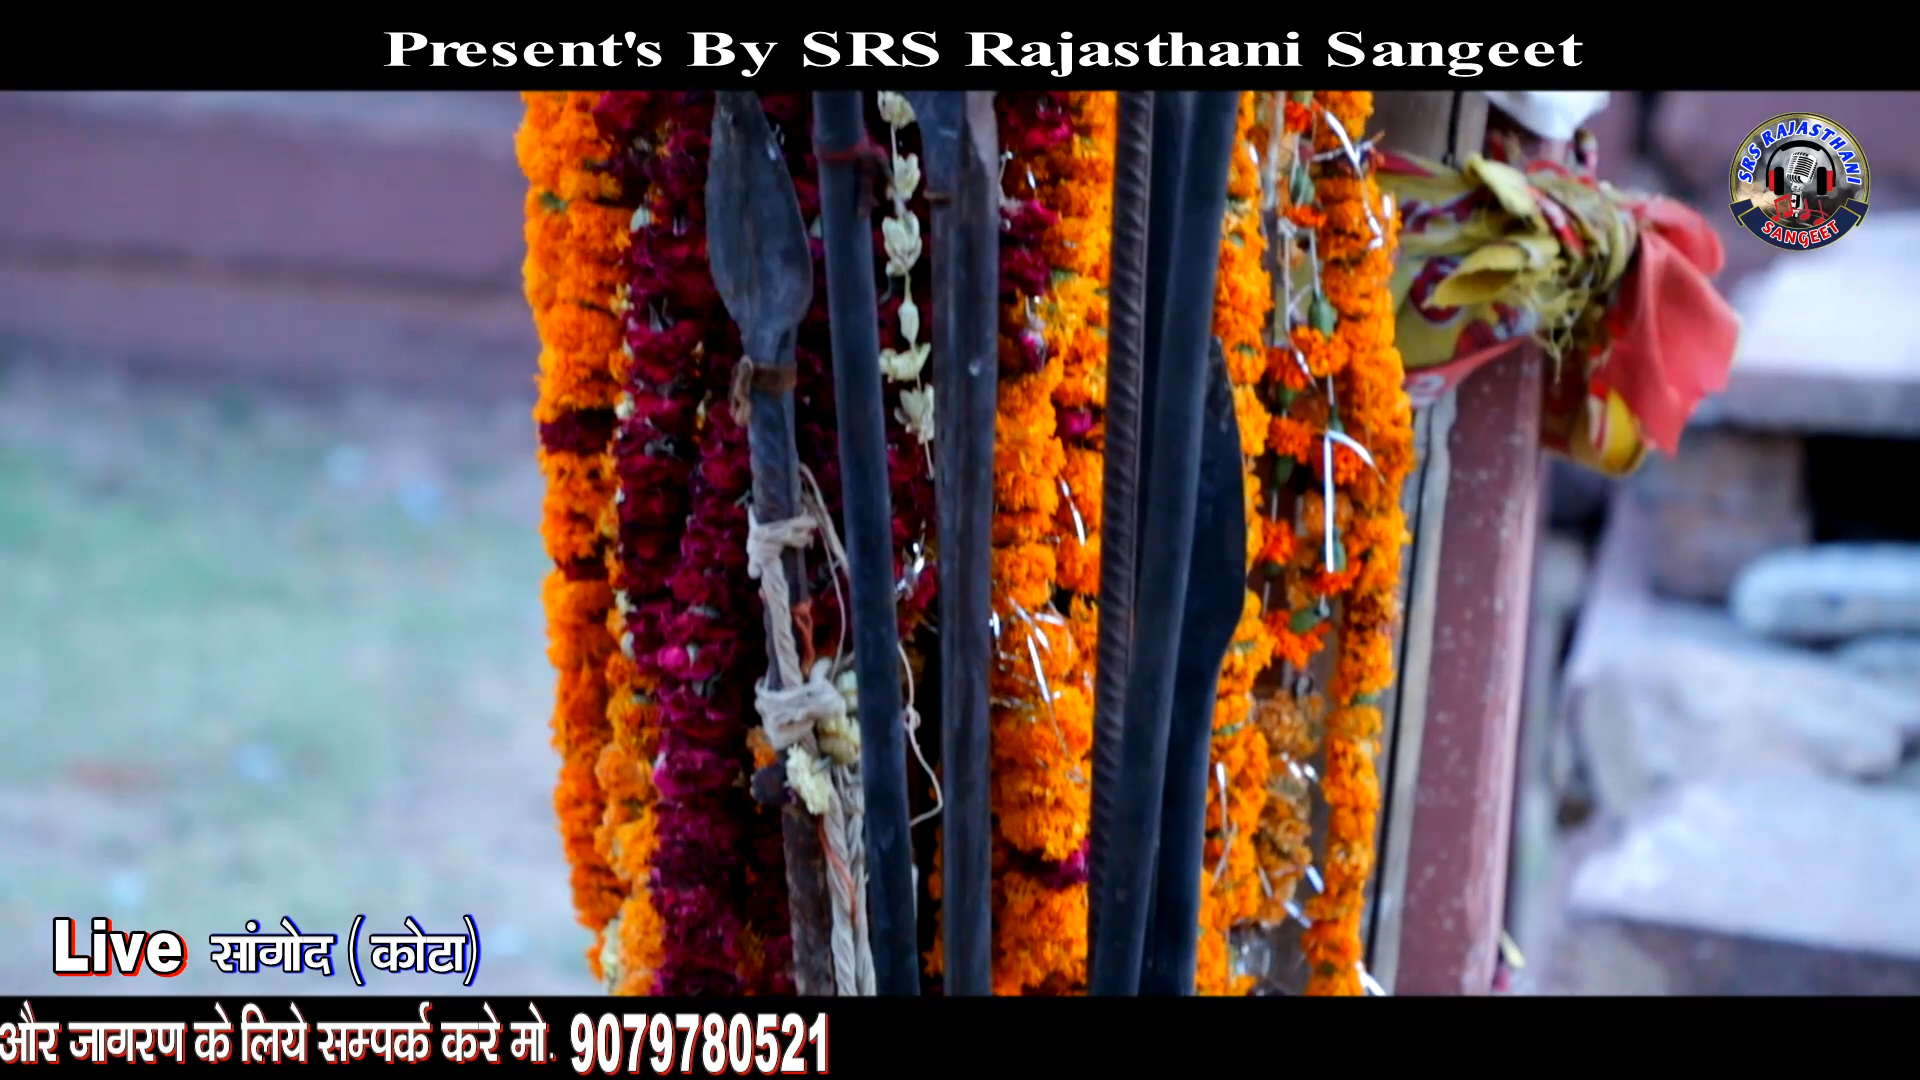 Present's By SRS Rajasthani Sangeet
SRS RAJASTHANI
SANGEET
Live सांगोद (कोटा)
और जागरण के लिये सम्पर्क करे मो. 9079780521